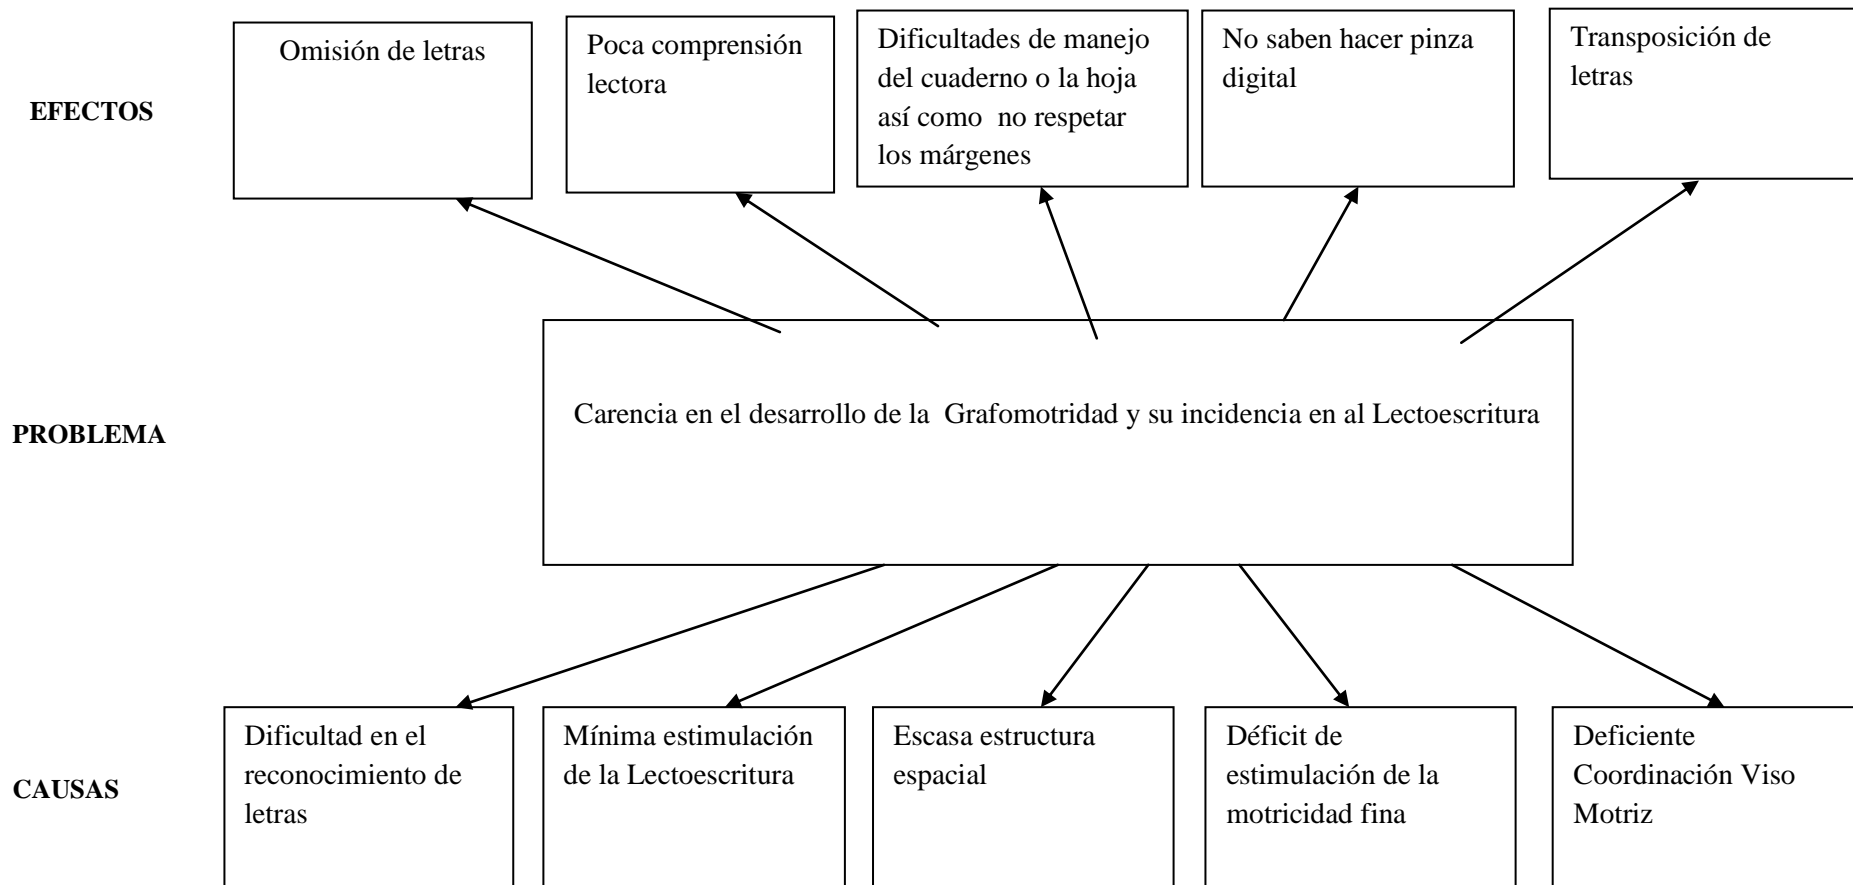 EFECTOS
Omisión de letras
Poca comprensión
lectora
Dificultades de manejo
del cuaderno o la hoja
así como no respetar
los márgenes
No saben hacer pinza
digital
Transposición de
letras
PROBLEMA
Carencia en el desarrollo de la Grafomotridad y su incidencia en al Lectoescritura
CAUSAS
Dificultad en el
reconocimiento de
letras
Mínima estimulación
de la Lectoescritura
Escasa estructura
espacial
Déficit de
estimulación de la
motricidad fina
Deficiente
Coordinación Viso
Motriz